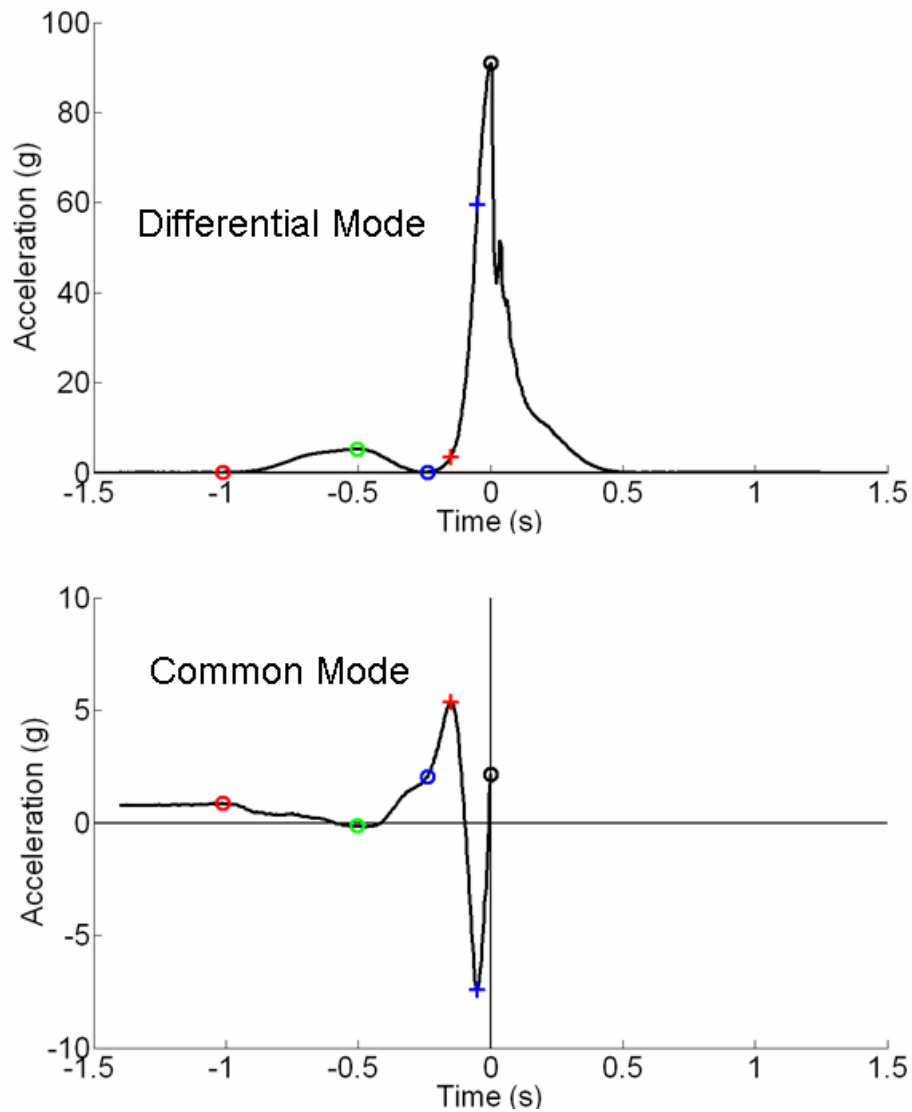 100
80
60
40
20
0
Acceleration (g)
Differential Mode
-1.5 -1 -0.5 0 0.5 1 1.5
Time (s)
10
5
0
-5
-10
Acceleration (g)
Common Mode
-1.5 -1 -0.5 0 0.5 1 1.5
Time (s)